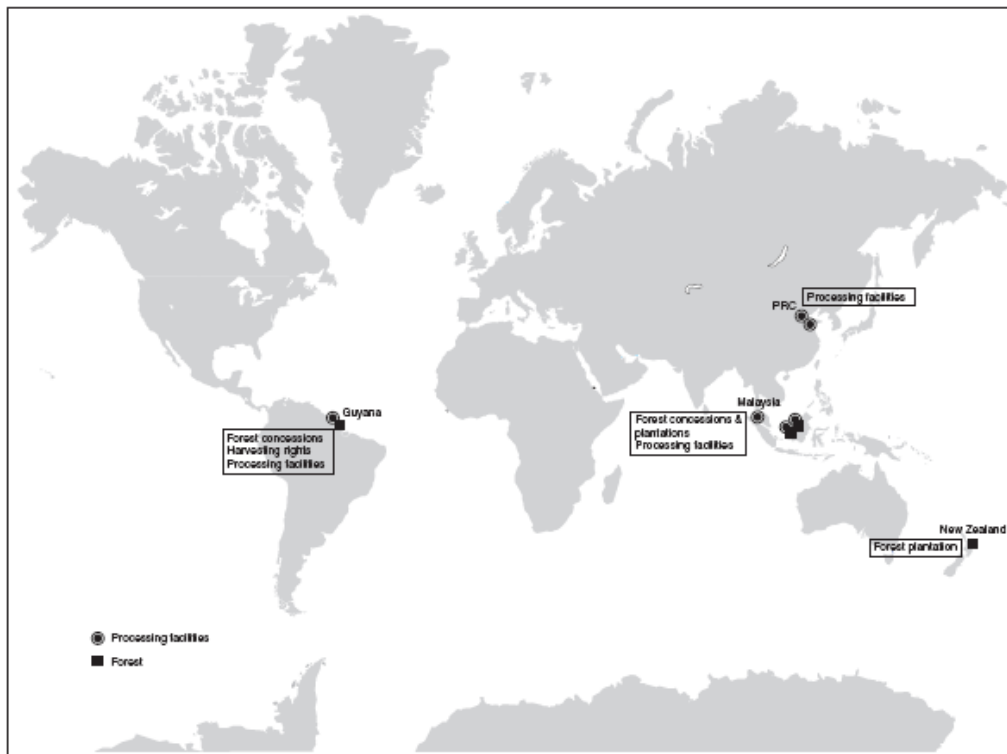 Processing facilities
PRC
Malaysia
Forest concessions &
plantations
Processing facilities
Guyana
Forest concessions
Harvesting rights
Processing facilities
New Zealand
Forest plantation
Processing facilities
Forest